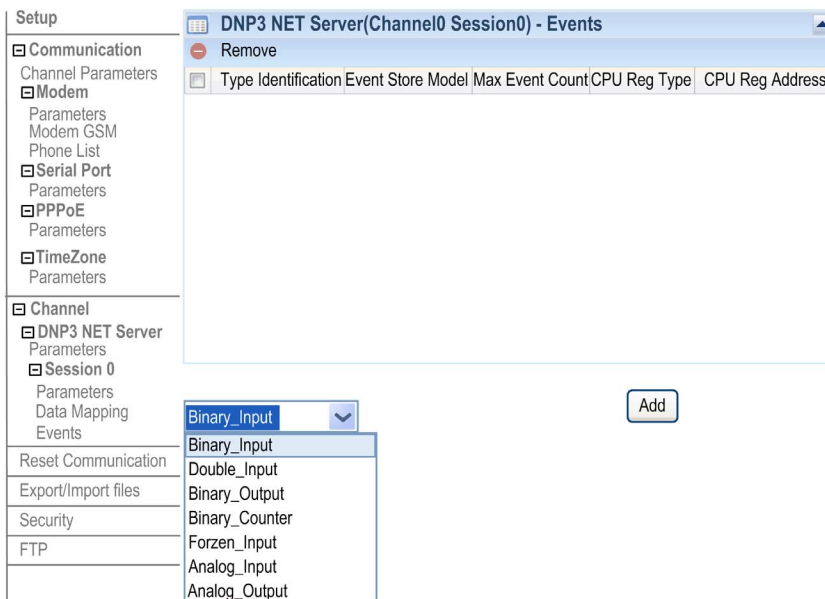 Setup
Communication
Channel Parameters
Modem
Parameters
Modem GSM
Phone List
Serial Port
Parameters
PPPoE
Parameters
TimeZone
Parameters
Channel
DNP3 NET Server
Parameters
Session 0
Parameters
Data Mapping
Events
Reset Communication
Export/Import files
Security
FTP
DNP3 NET Server(Channel0 Session0) - Events
Remove
Type Identification Event Store Model Max Event Count CPU Reg Type CPU Reg Address
Add
Binary_Input
Binary_Input
Double_Input
Binary_Output
Binary_Counter
Forzen_Input
Analog_Input
Analog_Output